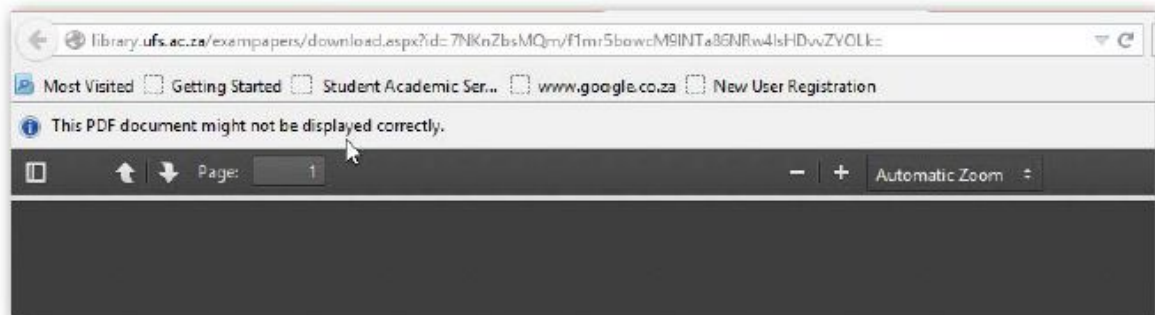 library.ufs.ac.za/exampapers/download.aspx?id=7NKnZbsMQm/f1mr5bowcM9INTa86NRw4lsHDvvZYOLk=
Most Visited Getting Started Student Academic Ser... www.google.co.za New User Registration
This PDF document might not be displayed correctly.
Page: 1 Automatic Zoom